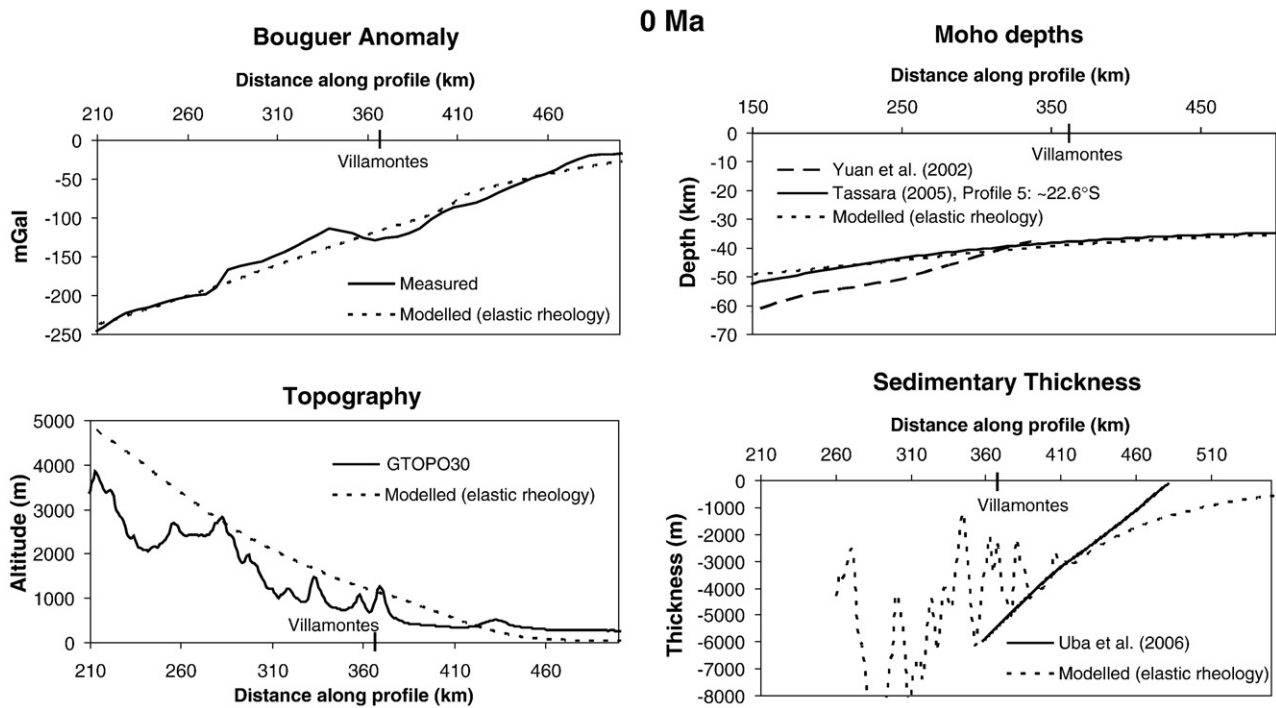 0 Ma
Bouguer Anomaly
Distance along profile (km)
210 260 310 360 410 460
0
-50
-100
-150
-200
-250
mGal
Villamontes
Measured
Modelled (elastic rheology)
Moho depths
Distance along profile (km)
150 250 350 450
0
-10
-20
-30
-40
-50
-60
-70
Depth (km)
Villamontes
Yuan et al. (2002)
Tassara (2005), Profile 5: ~22.6°S
Modelled (elastic rheology)
Topography
5000
4000
3000
2000
1000
0
Altitude (m)
GTOPO30
Modelled (elastic rheology)
Villamontes
210 260 310 360 410 460
Distance along profile (km)
Sedimentary Thickness
Distance along profile (km)
210 260 310 360 410 460 510
0
-1000
-2000
-3000
-4000
-5000
-6000
-7000
-8000
Thickness (m)
Villamontes
Uba et al. (2006)
Modelled (elastic rheology)